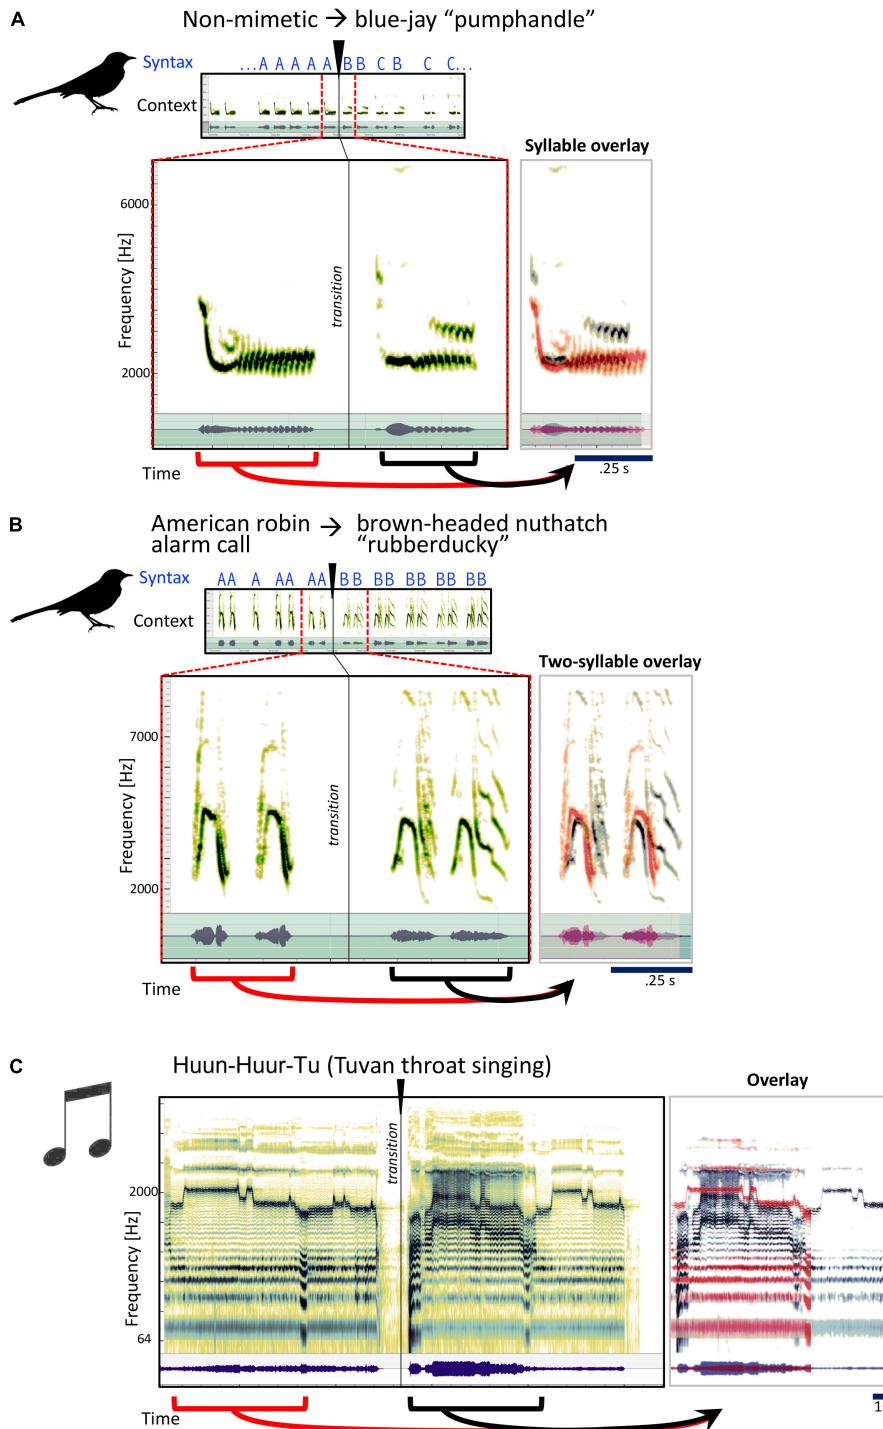 A
Non-mimetic → blue-jay “pumphandle”
Syntax
...A A A A A B B C B C C...
Context
Syllable overlay
6000
Frequency [Hz]
transition
2000
Time
.25 s
B
American robin → brown-headed nuthatch
alarm call “rubberducky”
Syntax
AA A AA AA BB BB BB BB BB
Context
Two-syllable overlay
7000
Frequency [Hz]
transition
2000
Time
.25 s
C
Huun-Huur-Tu (Tuvan throat singing)
Overlay
transition
2000
Frequency [Hz]
64
Time